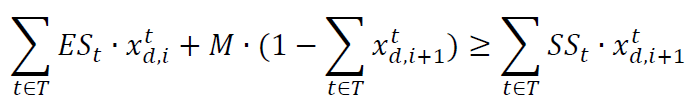 ∑_{t∈T} ES_t · x^t_{d,i} + M · (1 − ∑_{t∈T} x^t_{d,i+1}) ≥ ∑_{t∈T} SS_t · x^t_{d,i+1}